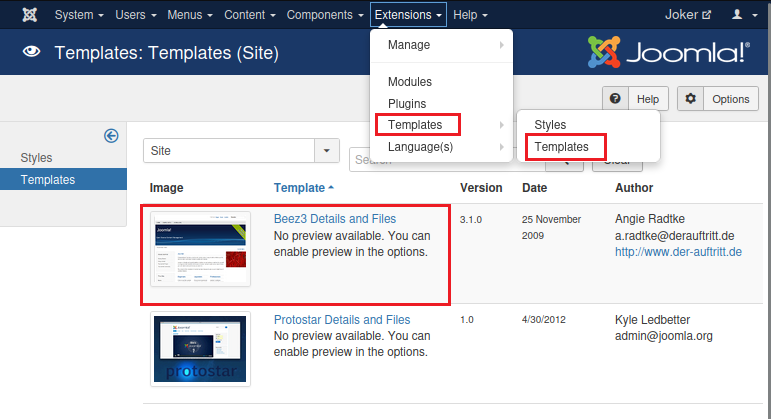 System Users Menus Content Components Extensions Help Joker
Templates: Templates (Site)
Joomla!®
Manage
Modules
Plugins
Templates
Language(s)
Styles
Templates
Help Options
Styles
Templates
Site
Search
Clear
Image Template Version Date Author
Joomla!
Beez3 Details and Files
No preview available. You can
enable preview in the options.
3.1.0
25 November
2009
Angie Radtke
a.radtke@derauftritt.de
http://www.der-auftritt.de
protostar
Protostar Details and Files
No preview available. You can
enable preview in the options.
1.0
4/30/2012
Kyle Ledbetter
admin@joomla.org